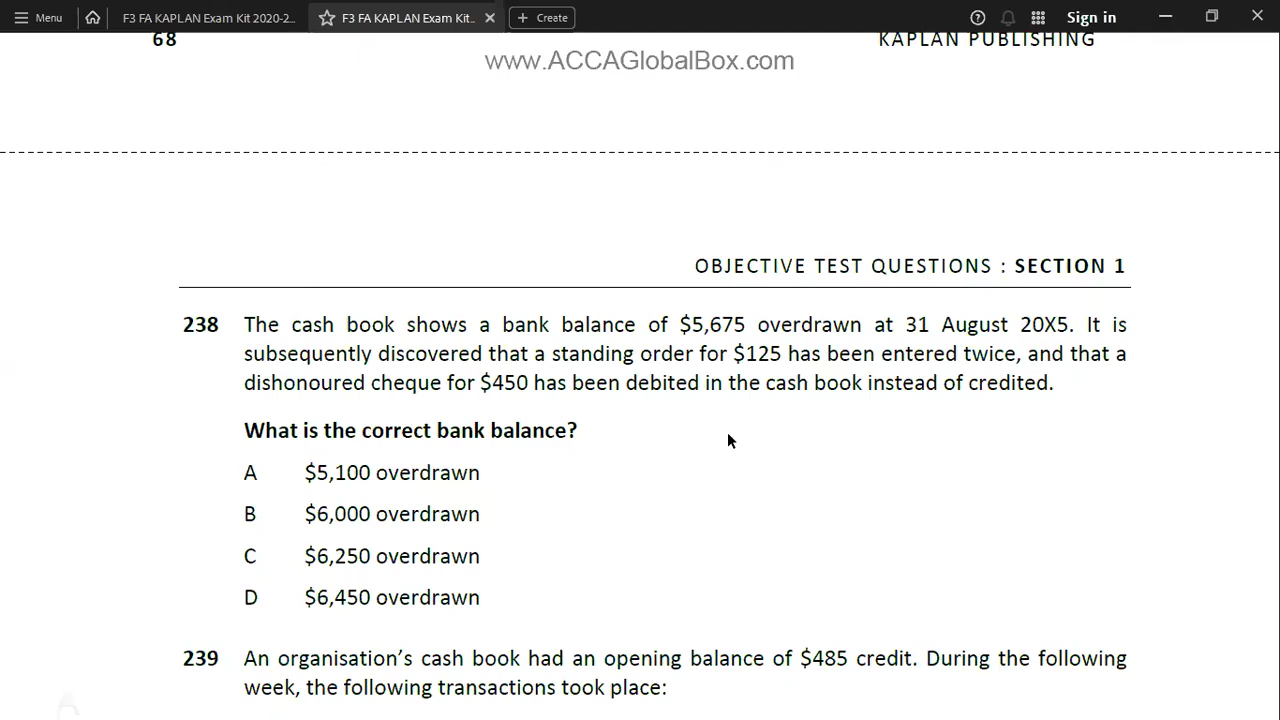 Menu
F3 FA KAPLAN Exam Kit 2020-2...
F3 FA KAPLAN Exam Kit...
+ Create
Sign in
68
KAPLAN PUBLISHING
www.ACCAGlobalBox.com
OBJECTIVE TEST QUESTIONS : SECTION 1
238 The cash book shows a bank balance of $5,675 overdrawn at 31 August 20X5. It is
subsequently discovered that a standing order for $125 has been entered twice, and that a
dishonoured cheque for $450 has been debited in the cash book instead of credited.
What is the correct bank balance?
A $5,100 overdrawn
B $6,000 overdrawn
C $6,250 overdrawn
D $6,450 overdrawn
239 An organisation's cash book had an opening balance of $485 credit. During the following
week, the following transactions took place: